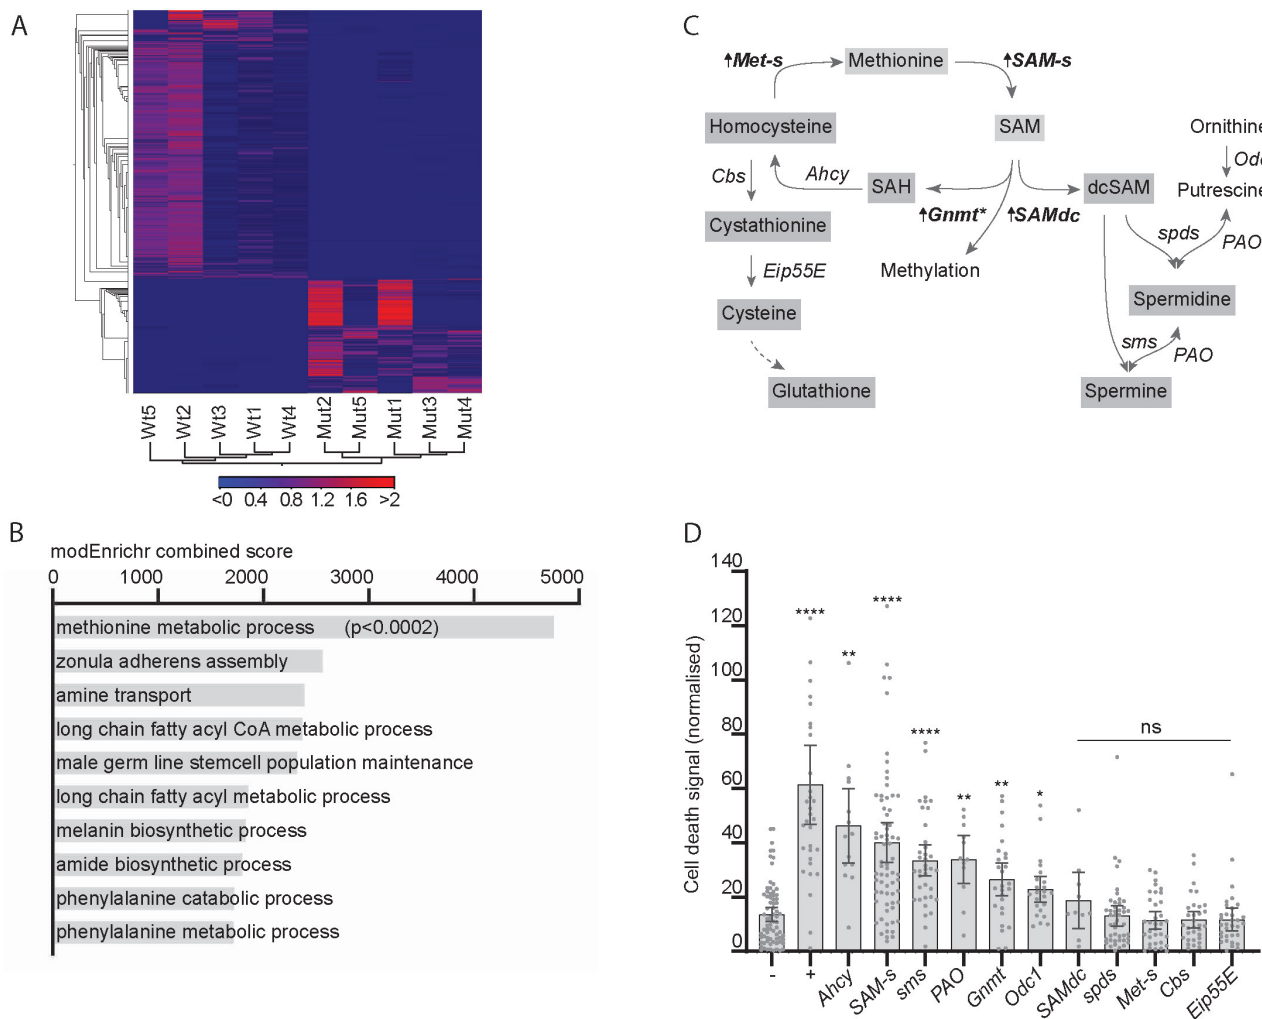 A
Wt5
Wt2
Wt3
Wt1
Wt4
Mut2
Mut5
Mut1
Mut3
Mut4
<0 0.4 0.8 1.2 1.6 >2
B
modEnrichr combined score
0 1000 2000 3000 4000 5000
methionine metabolic process (p<0.0002)
zonula adherens assembly
amine transport
long chain fatty acyl CoA metabolic process
male germ line stemcell population maintenance
long chain fatty acyl metabolic process
melanin biosynthetic process
amide biosynthetic process
phenylalanine catabolic process
phenylalanine metabolic process
C
Met-s
Methionine
SAM-s
Homocysteine
SAM
Ornithine
Cbs
Ahcy
SAH
dcSAM
Odc
Putrescine
Gnmt*
SAMdc
Cystathionine
spds
PAO
Methylation
Eip55E
Spermidine
Cysteine
sms
PAO
Glutathione
Spermine
D
Cell death signal (normalised)
140
120
100
80
60
40
20
0
****
**
****
****
**
**
*
ns
-
+
Ahcy
SAM-s
sms
PAO
Gnmt
Odc1
SAMdc
spds
Met-s
Cbs
Eip55E